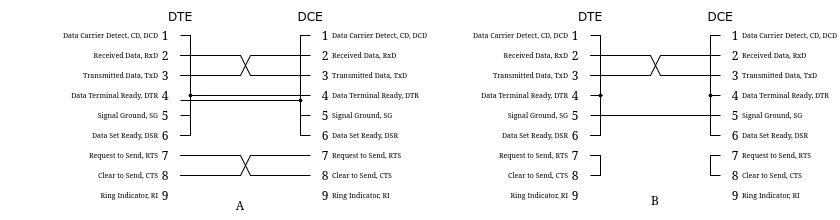 DTE DCE DTE DCE
Data Carrier Detect, CD, DCD 1 1 Data Carrier Detect, CD, DCD Data Carrier Detect, CD, DCD 1 1 Data Carrier Detect, CD, DCD
Received Data, RxD 2 2 Received Data, RxD Received Data, RxD 2 2 Received Data, RxD
Transmitted Data, TxD 3 3 Transmitted Data, TxD Transmitted Data, TxD 3 3 Transmitted Data, TxD
Data Terminal Ready, DTR 4 4 Data Terminal Ready, DTR Data Terminal Ready, DTR 4 4 Data Terminal Ready, DTR
Signal Ground, SG 5 5 Signal Ground, SG Signal Ground, SG 5 5 Signal Ground, SG
Data Set Ready, DSR 6 6 Data Set Ready, DSR Data Set Ready, DSR 6 6 Data Set Ready, DSR
Request to Send, RTS 7 7 Request to Send, RTS Request to Send, RTS 7 7 Request to Send, RTS
Clear to Send, CTS 8 8 Clear to Send, CTS Clear to Send, CTS 8 8 Clear to Send, CTS
Ring Indicator, RI 9 9 Ring Indicator, RI Ring Indicator, RI 9 9 Ring Indicator, RI
A B